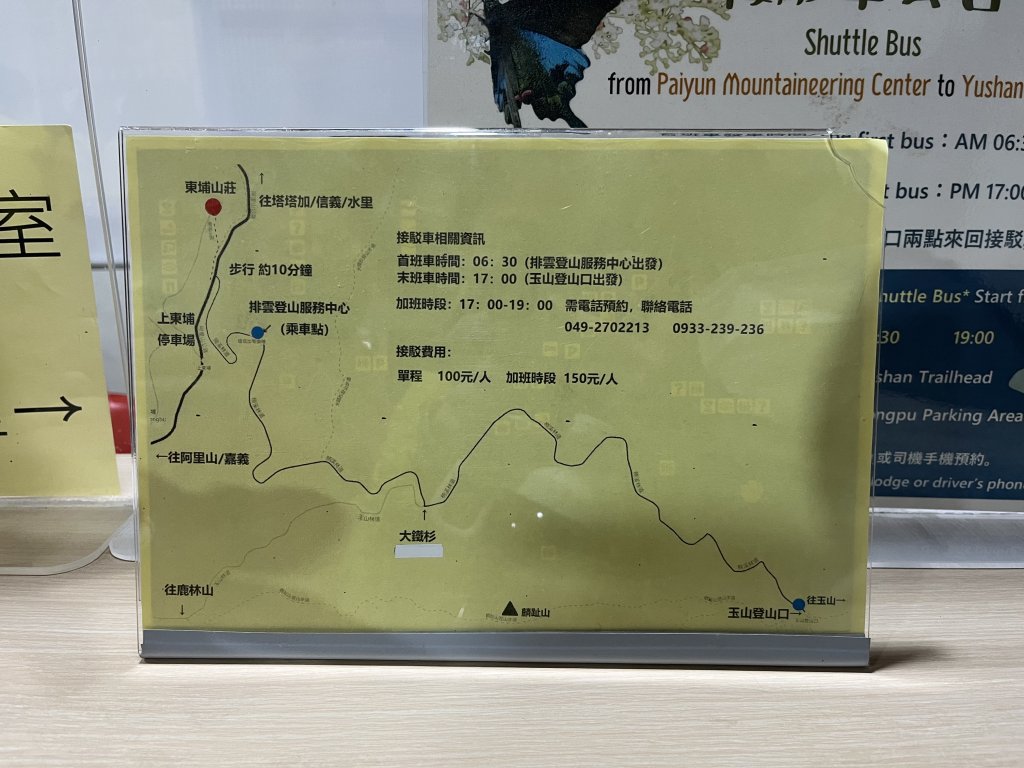 Shuttle Bus
from Paiyun Mountaineering Center to Yushan
first bus：AM 06:3
t bus：PM 17:00
口兩點來回接駁
huttle Bus* Start f
:30 19:00
shan Trailhead
ngpu Parking Area
或司機手機預約。
odge or driver's phon
室
→
東埔山莊
↑
往塔塔加/信義/水里
步行 約10分鐘
排雲登山服務中心
(乘車點)
上東埔
停車場
←往阿里山/嘉義
接駁車相關資訊
首班車時間：06：30 (排雲登山服務中心出發)
末班車時間：17：00 (玉山登山口出發)
加班時段：17：00-19：00 需電話預約，聯絡電話
049-2702213 0933-239-236
接駁費用：
單程 100元/人 加班時段 150元/人
↑
大鐵杉
往鹿林山
↓
麟趾山
往玉山→
玉山登山口→